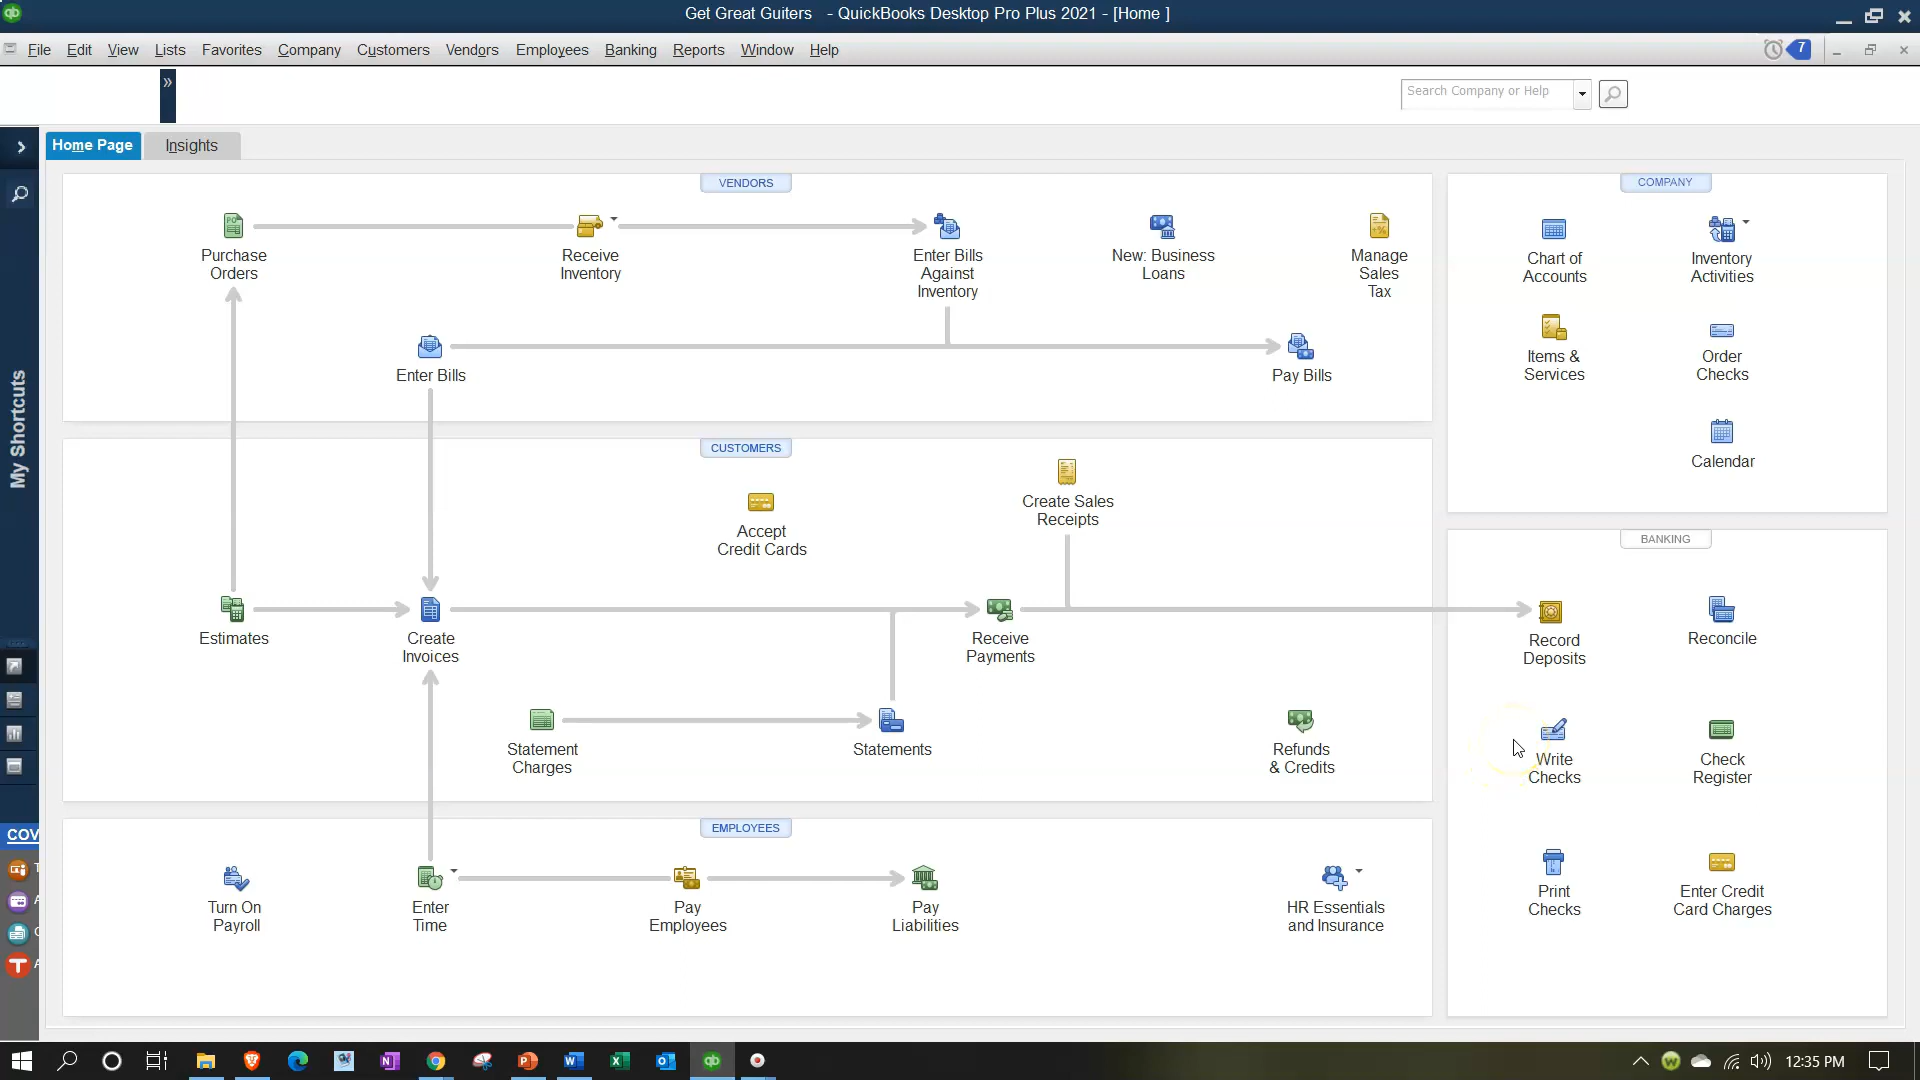 Get Great Guiters - QuickBooks Desktop Pro Plus 2021 - [Home ]
File Edit View Lists Favorites Company Customers Vendors Employees Banking Reports Window Help
7
»
Search Company or Help
Home Page
Insights
My Shortcuts
COV
VENDORS
Purchase
Orders
Receive
Inventory
Enter Bills
Against
Inventory
New: Business
Loans
Manage
Sales
Tax
Enter Bills
Pay Bills
CUSTOMERS
Accept
Credit Cards
Create Sales
Receipts
Estimates
Create
Invoices
Receive
Payments
Statement
Charges
Statements
Refunds
& Credits
EMPLOYEES
Turn On
Payroll
Enter
Time
Pay
Employees
Pay
Liabilities
HR Essentials
and Insurance
COMPANY
Chart of
Accounts
Inventory
Activities
Items &
Services
Order
Checks
Calendar
BANKING
Record
Deposits
Reconcile
Write
Checks
Check
Register
Print
Checks
Enter Credit
Card Charges
12:35 PM